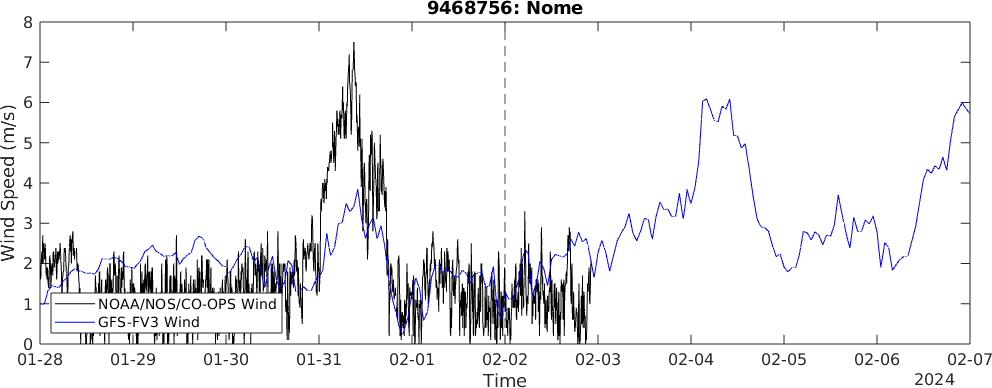 9468756: Nome
8
7
6
5
4
3
2
1
0
Wind Speed (m/s)
NOAA/NOS/CO-OPS Wind
GFS-FV3 Wind
01-28 01-29 01-30 01-31 02-01 02-02 02-03 02-04 02-05 02-06 02-07
Time
2024